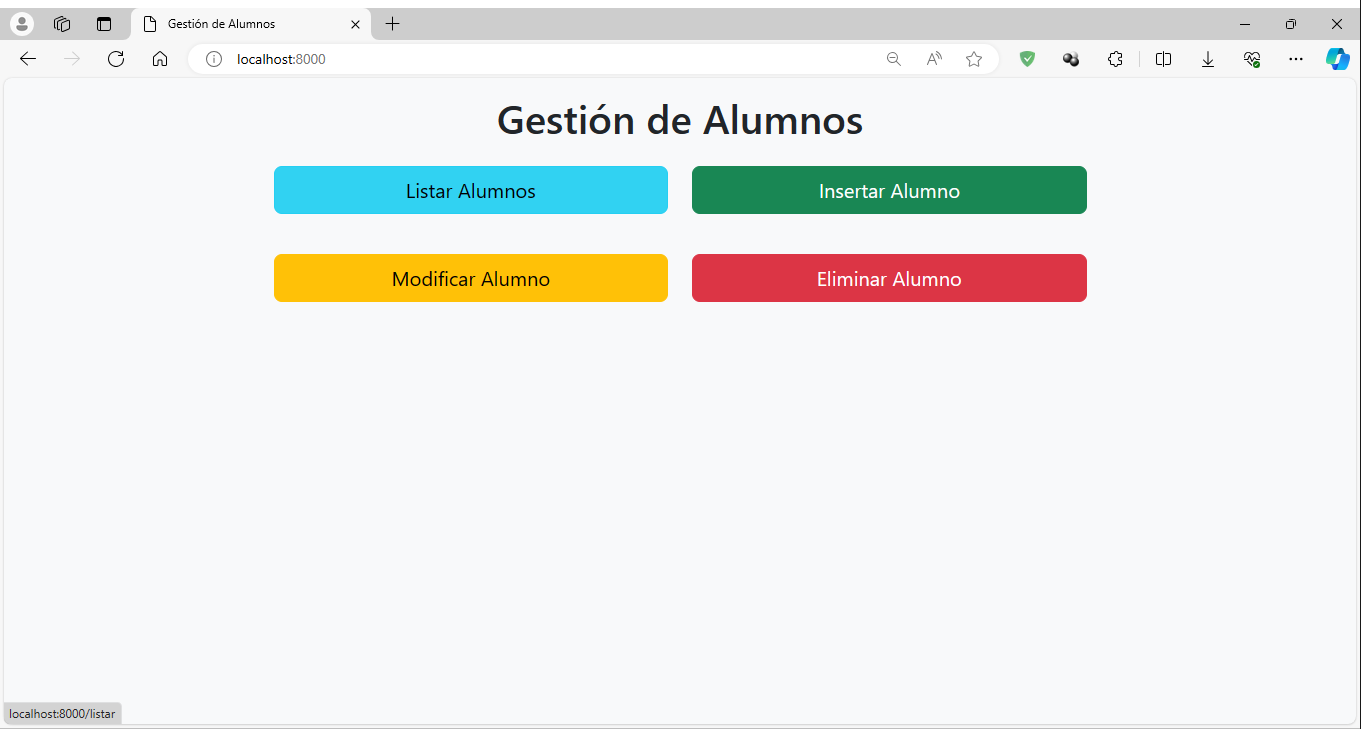 Gestión de Alumnos
localhost:8000
Gestión de Alumnos
Listar Alumnos
Insertar Alumno
Modificar Alumno
Eliminar Alumno
localhost:8000/listar